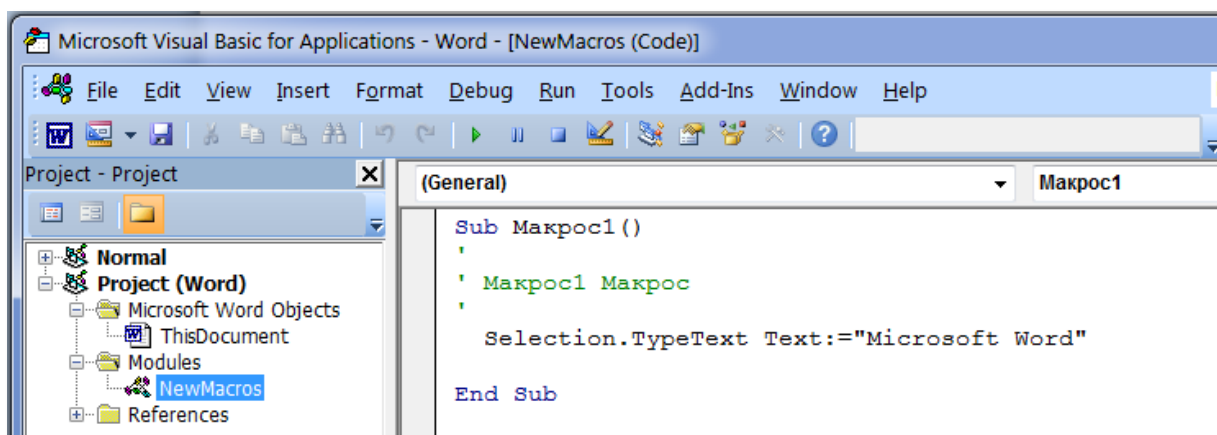 Microsoft Visual Basic for Applications - Word - [NewMacros (Code)]
File Edit View Insert Format Debug Run Tools Add-Ins Window Help
Project - Project
(General) Макрос1
Normal
Project (Word)
Microsoft Word Objects
ThisDocument
Modules
NewMacros
References
Sub Макрос1()
'
' Макрос1 Макрос
'
Selection.TypeText Text:="Microsoft Word"
End Sub